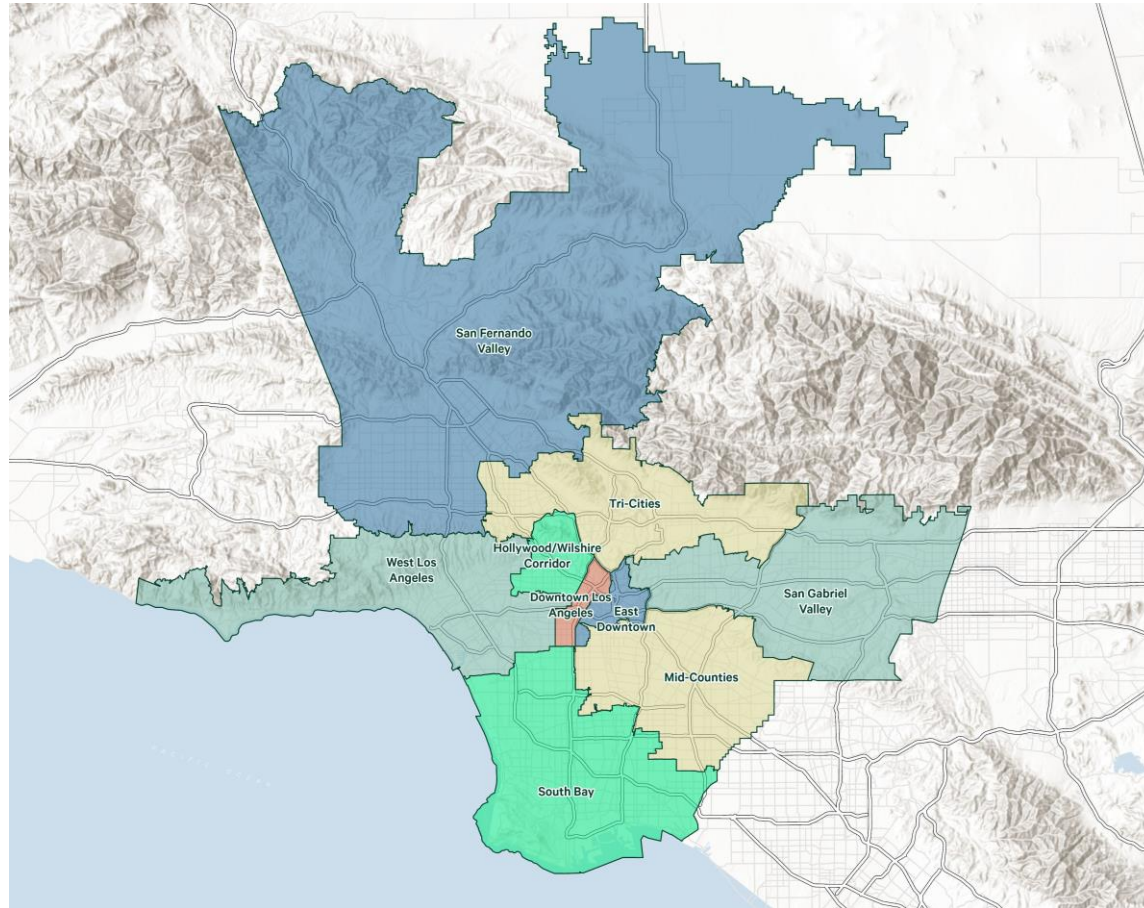 San Fernando
Valley
Tri-Cities
Hollywood/Wilshire
Corridor
West Los
Angeles
San Gabriel
Valley
Downtown Los
Angeles
East
Downtown
Mid-Counties
South Bay